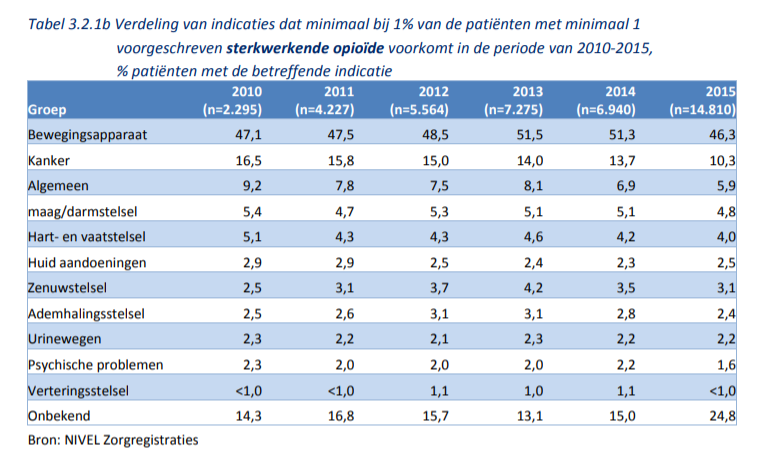 Tabel 3.2.1b Verdeling van indicaties dat minimaal bij 1% van de patiënten met minimaal 1
voorgeschreven sterkwerkende opioïde voorkomt in de periode van 2010-2015,
% patiënten met de betreffende indicatie
2010 2011 2012 2013 2014 2015
Groep (n=2.295) (n=4.227) (n=5.564) (n=7.275) (n=6.940) (n=14.810)
Bewegingsapparaat 47,1 47,5 48,5 51,5 51,3 46,3
Kanker 16,5 15,8 15,0 14,0 13,7 10,3
Algemeen 9,2 7,8 7,5 8,1 6,9 5,9
maag/darmstelsel 5,4 4,7 5,3 5,1 5,1 4,8
Hart- en vaatstelsel 5,1 4,3 4,3 4,6 4,2 4,0
Huid aandoeningen 2,9 2,9 2,5 2,4 2,3 2,5
Zenuwstelsel 2,5 3,1 3,7 4,2 3,5 3,1
Ademhalingsstelsel 2,5 2,6 3,1 3,1 2,8 2,4
Urinewegen 2,3 2,2 2,1 2,3 2,2 2,2
Psychische problemen 2,3 2,0 2,0 2,0 2,2 1,6
Verteringsstelsel <1,0 <1,0 1,1 1,0 1,1 <1,0
Onbekend 14,3 16,8 15,7 13,1 15,0 24,8
Bron: NIVEL Zorgregistraties